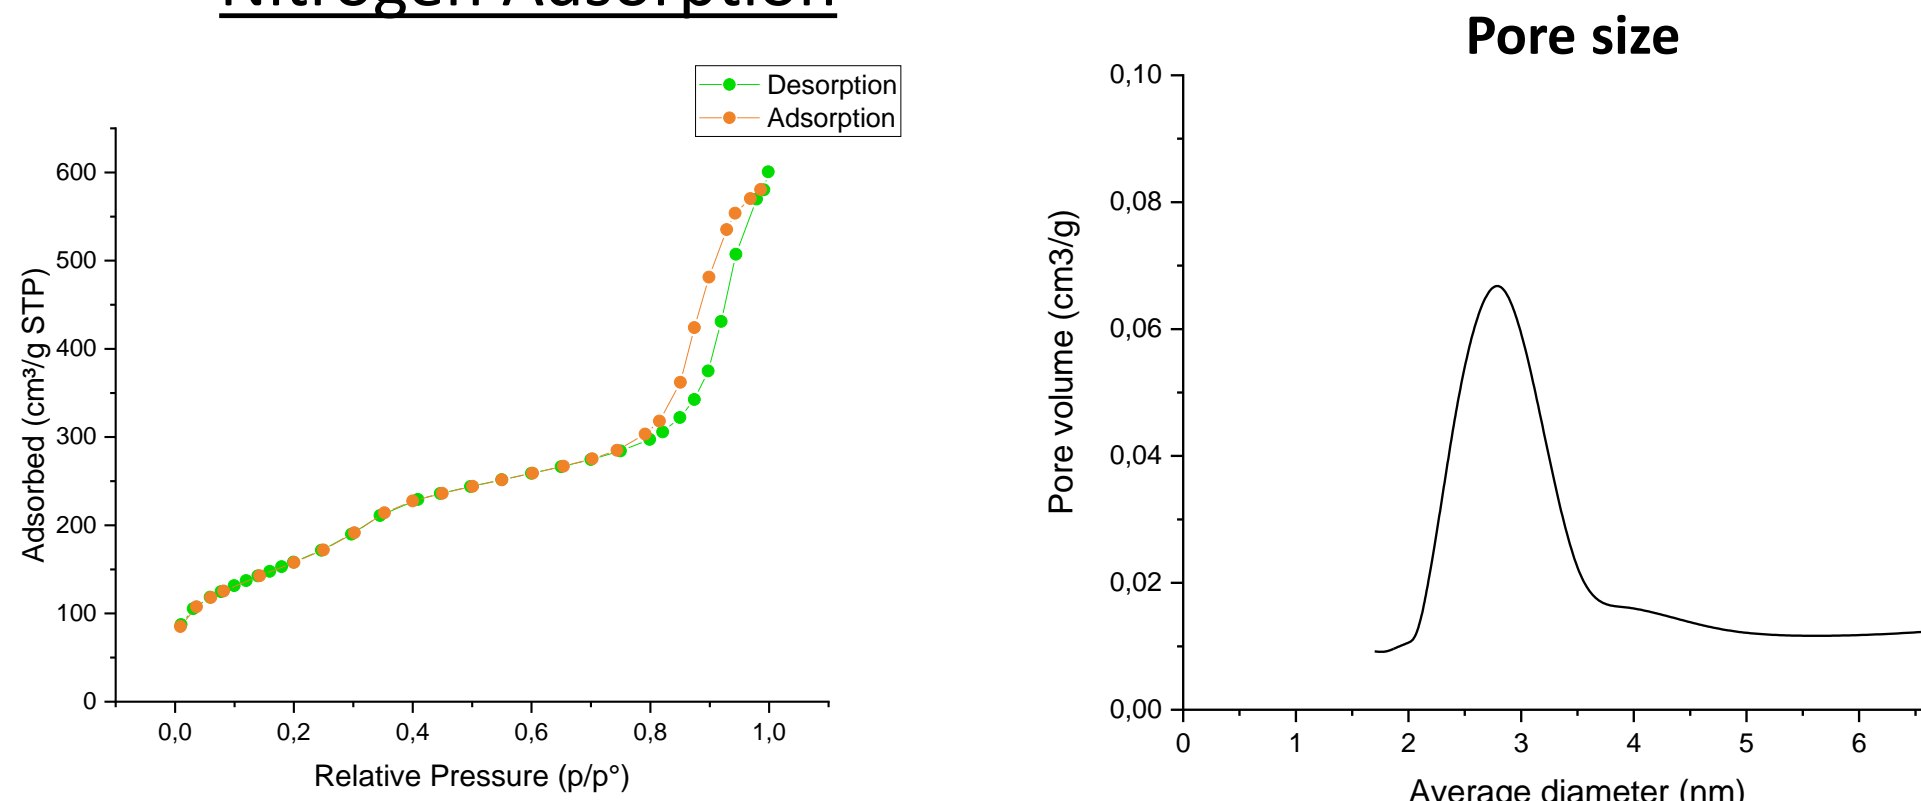 Nitrogen Adsorption
Desorption
Adsorption
600
500
400
300
200
100
0
Adsorbed (cm³/g STP)
0,0 0,2 0,4 0,6 0,8 1,0
Relative Pressure (p/p°)
Pore size
0,10
0,08
0,06
0,04
0,02
0,00
Pore volume (cm3/g)
0 1 2 3 4 5 6
Average diameter (nm)